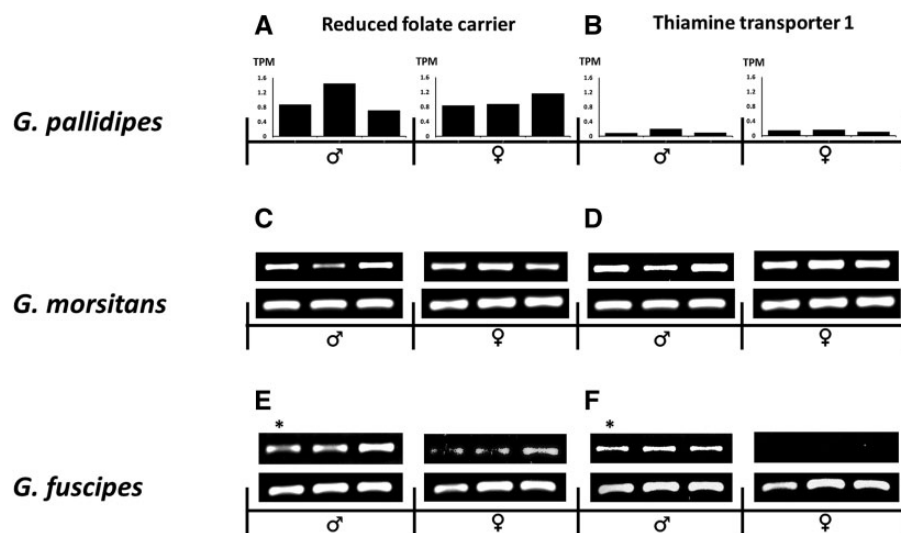 A Reduced folate carrier B Thiamine transporter 1
TPM TPM TPM TPM
1.6 1.6 1.6 1.6
1.2 1.2 1.2 1.2
0.8 0.8 0.8 0.8
0.4 0.4 0.4 0.4
0 0 0 0
G. pallidipes
♂ ♀ ♂ ♀
C D
G. morsitans
♂ ♀ ♂ ♀
E F
* *
G. fuscipes
♂ ♀ ♂ ♀